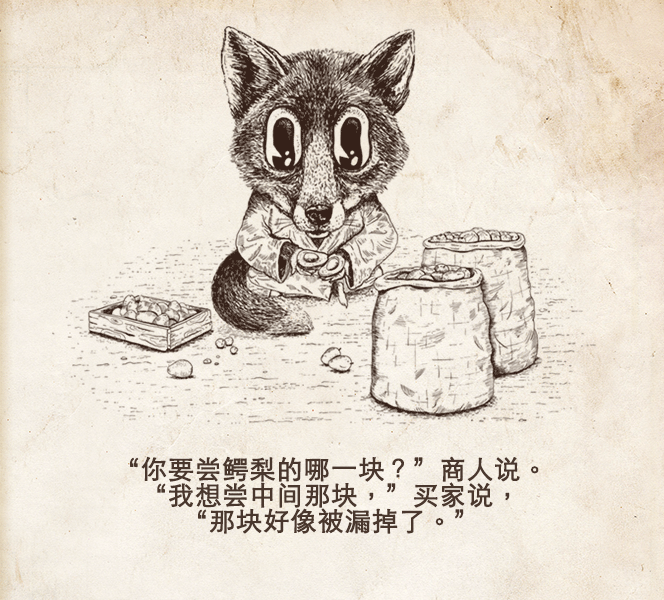 “你要尝鳄梨的哪一块？”商人说。
“我想尝中间那块，”买家说，
“那块好像被漏掉了。”